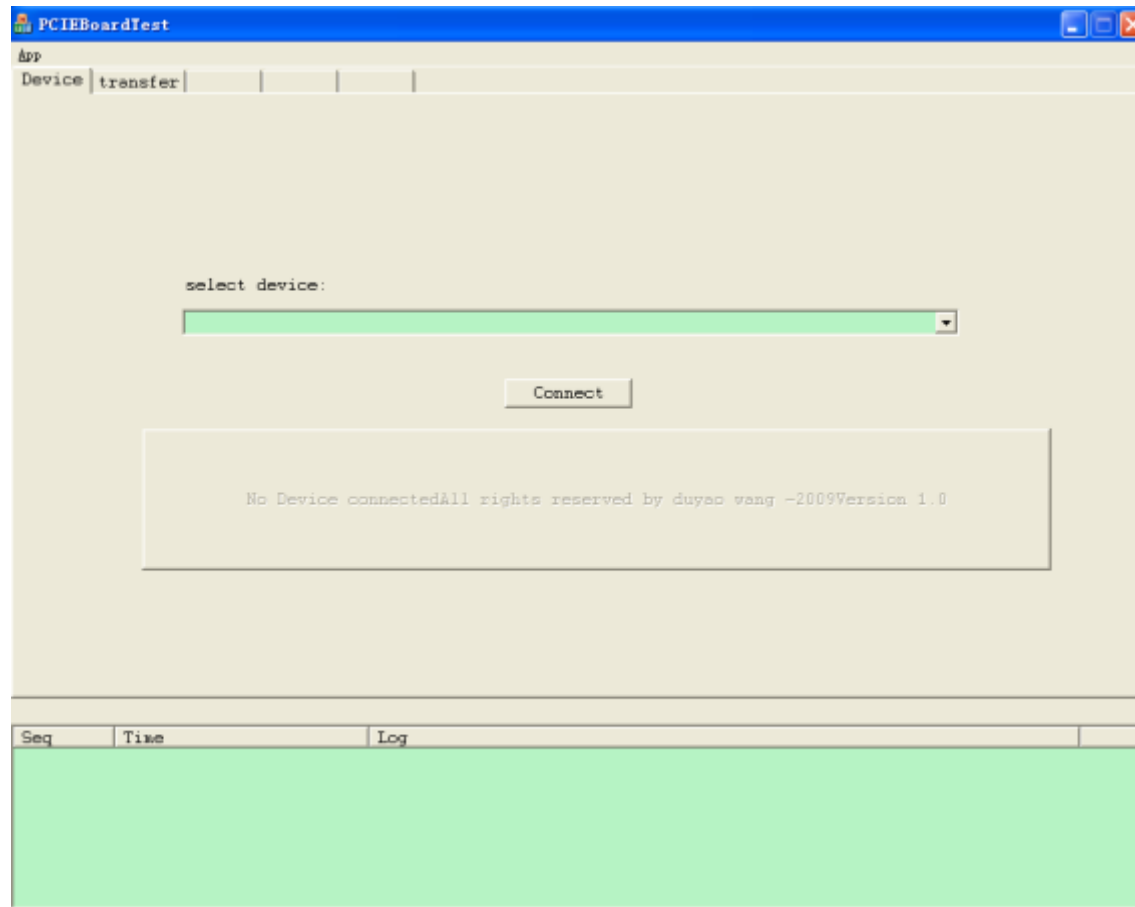 PCIEBoardTest
App
Device transfer
select device:
Connect
No Device connectedAll rights reserved by duyao wang -2009Version 1.0
Seq Time Log